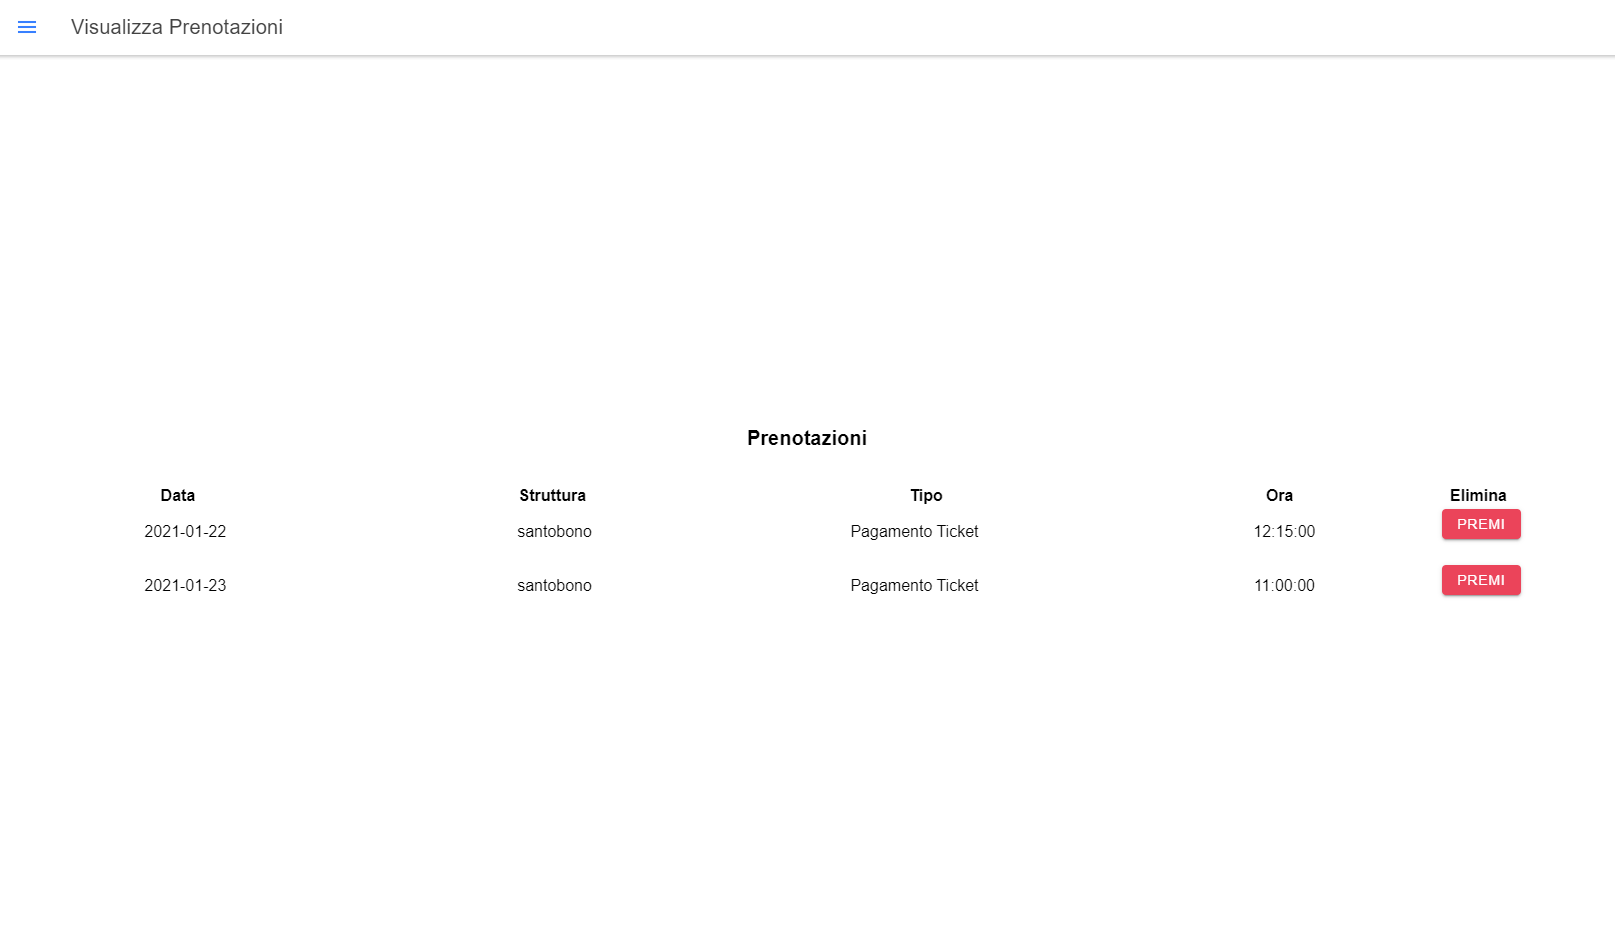 Visualizza Prenotazioni
Prenotazioni
Data Struttura Tipo Ora Elimina
2021-01-22 santobono Pagamento Ticket 12:15:00 PREMI
2021-01-23 santobono Pagamento Ticket 11:00:00 PREMI